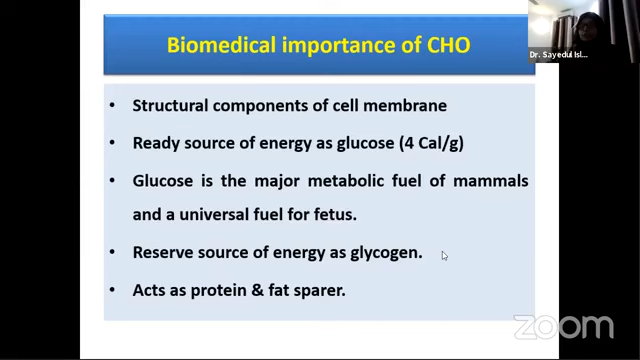 Biomedical importance of CHO
Dr. Sayedul Isl...
• Structural components of cell membrane
• Ready source of energy as glucose (4 Cal/g)
• Glucose is the major metabolic fuel of mammals
and a universal fuel for fetus.
• Reserve source of energy as glycogen.
• Acts as protein & fat sparer.
zoom